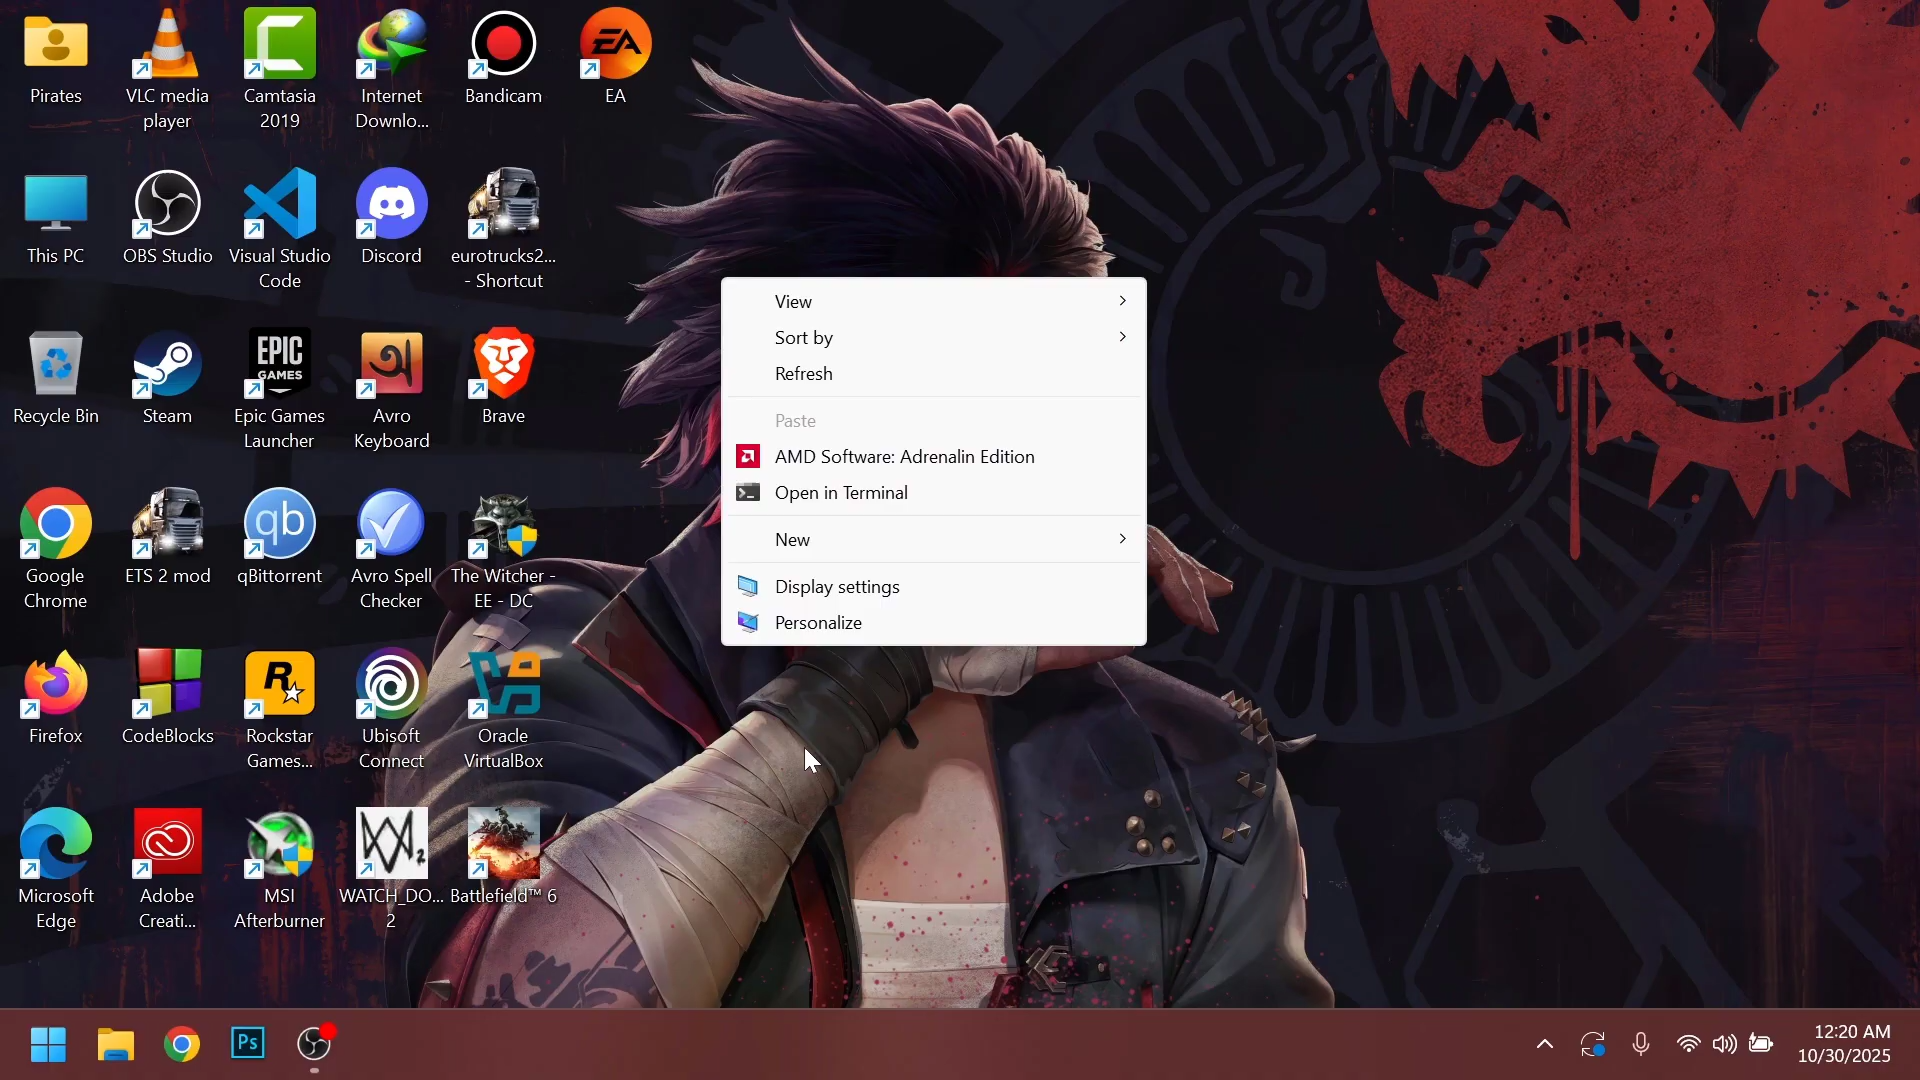 Pirates
VLC media
player
Camtasia
2019
Internet
Downlo...
Bandicam
EA
EA
This PC
OBS Studio
Visual Studio
Code
Discord
eurotrucks2...
- Shortcut
Recycle Bin
Steam
EPIC
GAMES
Epic Games
Launcher
অ
Avro
Keyboard
Brave
Google
Chrome
ETS 2 mod
qb
qBittorrent
Avro Spell
Checker
The Witcher -
EE - DC
Firefox
CodeBlocks
R
Rockstar
Games...
Ubisoft
Connect
Oracle
VirtualBox
Microsoft
Edge
Adobe
Creati...
MSI
Afterburner
2
WATCH_DO...
2
Battlefield™ 6
View
Sort by
Refresh
Paste
AMD Software: Adrenalin Edition
Open in Terminal
New
Display settings
Personalize
Ps
12:20 AM
10/30/2025